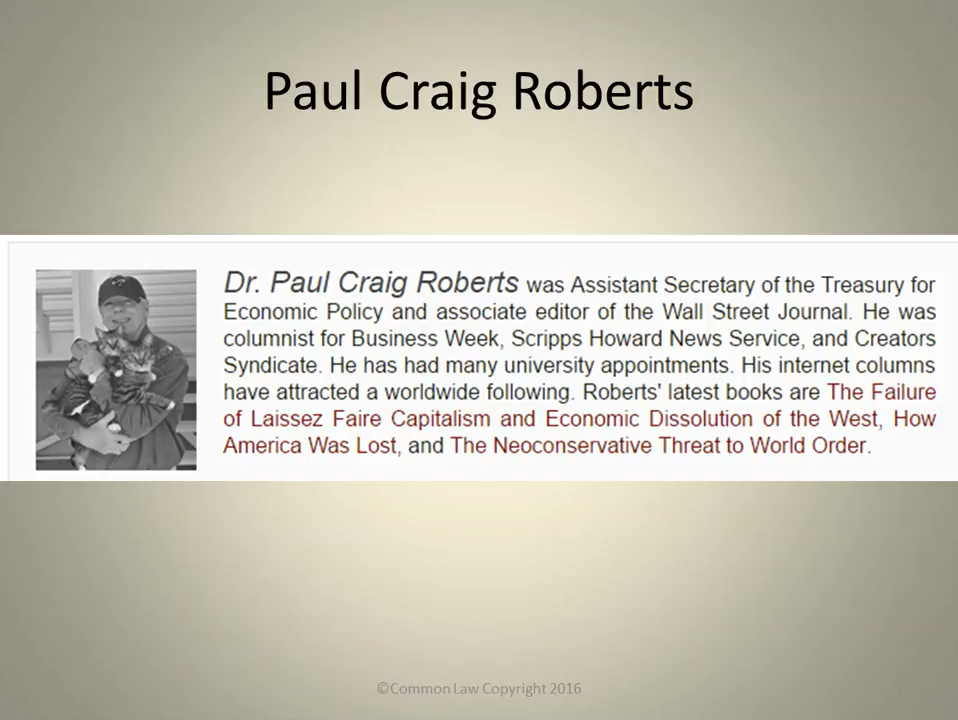 Paul Craig Roberts
Dr. Paul Craig Roberts was Assistant Secretary of the Treasury for
Economic Policy and associate editor of the Wall Street Journal. He was
columnist for Business Week, Scripps Howard News Service, and Creators
Syndicate. He has had many university appointments. His internet columns
have attracted a worldwide following. Roberts' latest books are The Failure
of Laissez Faire Capitalism and Economic Dissolution of the West, How
America Was Lost, and The Neoconservative Threat to World Order.
©Common Law Copyright 2016